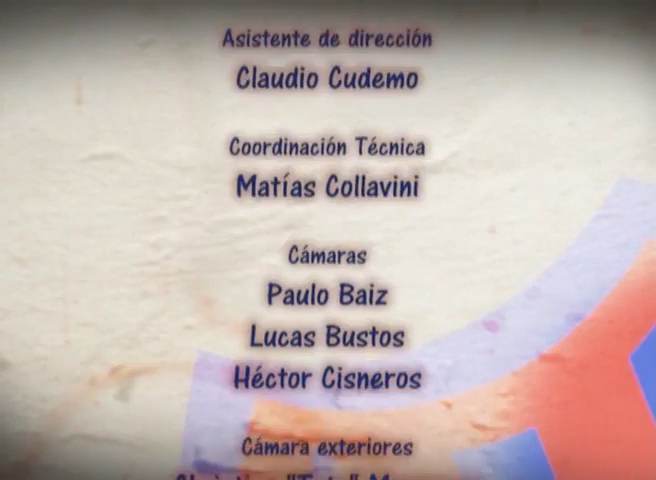 Asistente de dirección
Claudio Cudemo
Coordinación Técnica
Matías Collavini
Cámaras
Paulo Baiz
Lucas Bustos
Héctor Cisneros
Cámara exteriores